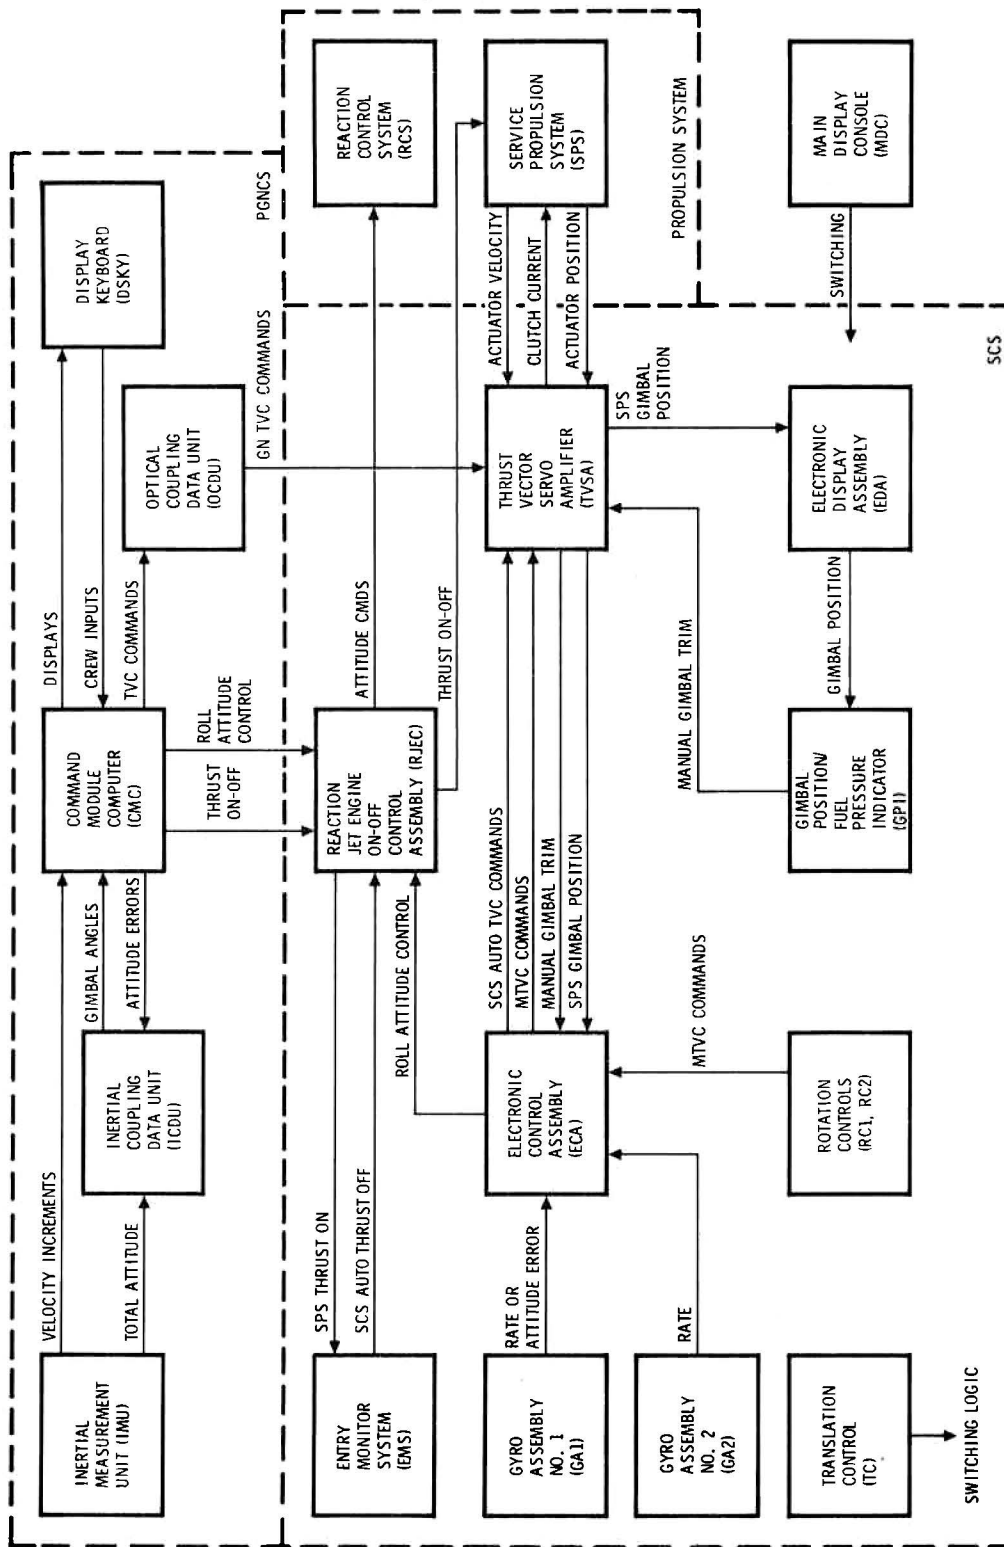 INERTIAL
MEASUREMENT
UNIT (IMU)
VELOCITY INCREMENTS
TOTAL ATTITUDE
INERTIAL
COUPLING
DATA UNIT
(ICDU)
GIMBAL ANGLES
ATTITUDE ERRORS
COMMAND
MODULE
COMPUTER
(CMC)
DISPLAYS
CREW INPUTS
TVC COMMANDS
DISPLAY
KEYBOARD
(DSKY)
OPTICAL
COUPLING
DATA UNIT
(OCDU)
PGNCS
THRUST
ON-OFF
ROLL
ATTITUDE
CONTROL
GN TVC COMMANDS
ENTRY
MONITOR
SYSTEM
(EMS)
SPS THRUST ON
SCS AUTO THRUST OFF
REACTION
JET ENGINE
ON-OFF
CONTROL
ASSEMBLY (RJEC)
ATTITUDE CMDS
THRUST ON-OFF
REACTION
CONTROL
SYSTEM
(RCS)
ROLL ATTITUDE CONTROL
GYRO
ASSEMBLY
NO. 1
(GA1)
RATE OR
ATTITUDE ERROR
ELECTRONIC
CONTROL
ASSEMBLY
(ECA)
SCS AUTO TVC COMMANDS
MTVC COMMANDS
MANUAL GIMBAL TRIM
SPS GIMBAL POSITION
THRUST
VECTOR
SERVO
AMPLIFIER
(TVSA)
ACTUATOR VELOCITY
CLUTCH CURRENT
ACTUATOR POSITION
SERVICE
PROPULSION
SYSTEM
(SPS)
PROPULSION SYSTEM
GYRO
ASSEMBLY
NO. 2
(GA2)
RATE
MTVC COMMANDS
MANUAL GIMBAL TRIM
SPS
GIMBAL
POSITION
TRANSLATION
CONTROL
(TC)
SWITCHING LOGIC
ROTATION
CONTROLS
(RC1, RC2)
GIMBAL
POSITION/
FUEL
PRESSURE
INDICATOR
(GPI)
GIMBAL POSITION
ELECTRONIC
DISPLAY
ASSEMBLY
(EDA)
SWITCHING
MAIN
DISPLAY
CONSOLE
(MDC)
SCS